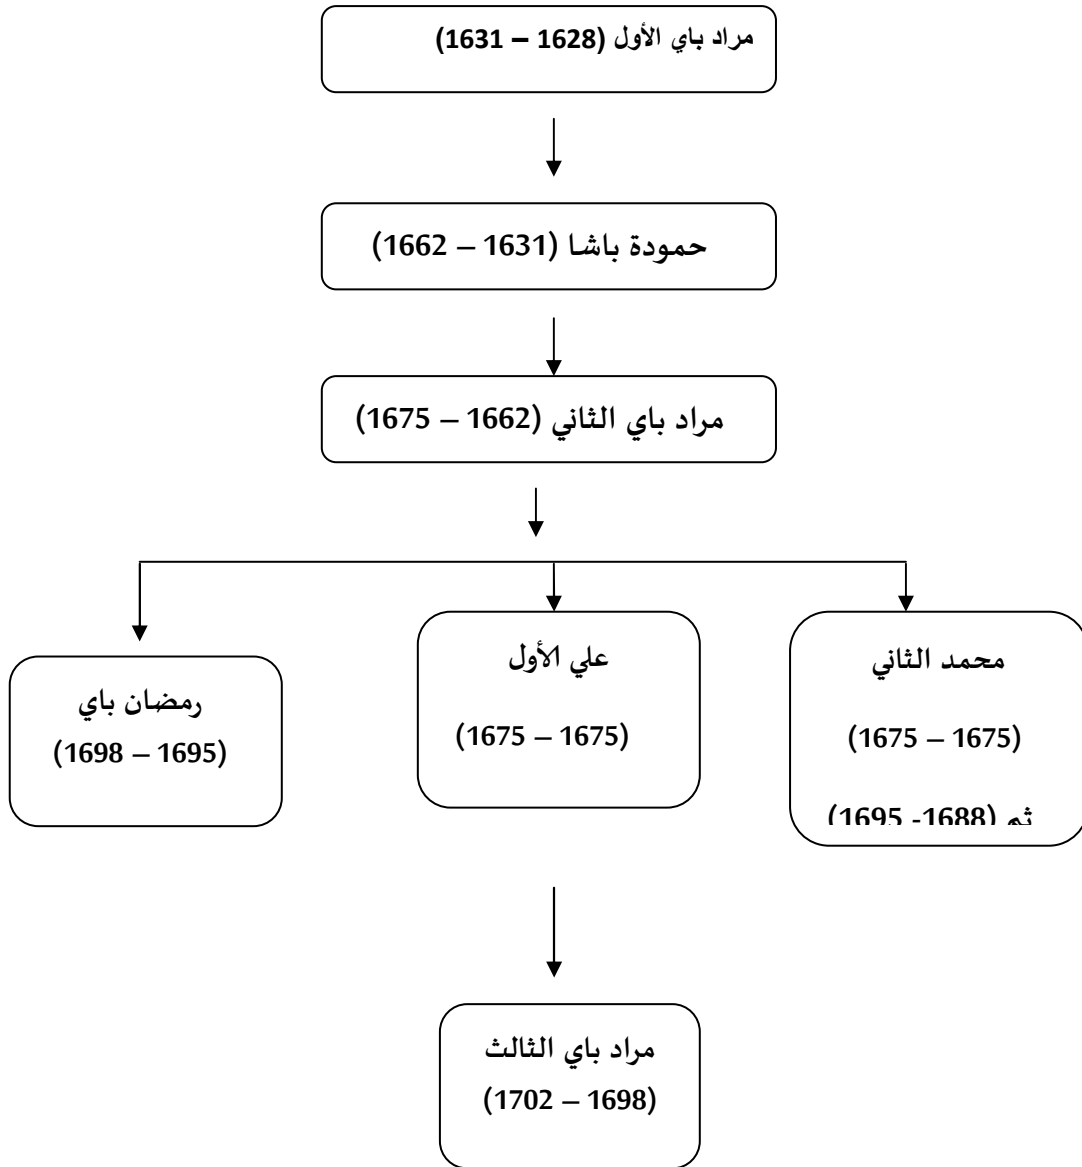 مراد باي الأول (1628 – 1631)
حمودة باشا (1631 – 1662)
مراد باي الثاني (1662 – 1675)
محمد الثاني
(1675 – 1675)
ثم (1688- 1695)
علي الأول
(1675 – 1675)
رمضان باي
(1695 – 1698)
مراد باي الثالث
(1698 – 1702)